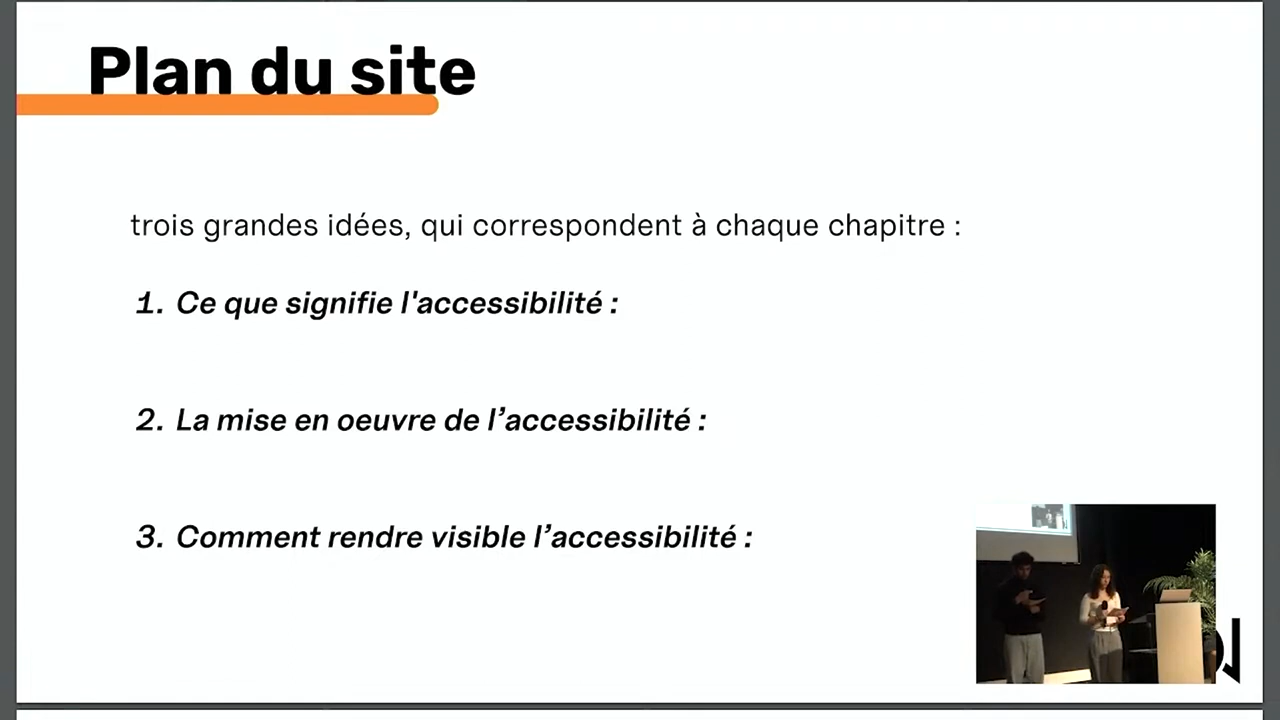 Plan du site
trois grandes idées, qui correspondent à chaque chapitre :
1. Ce que signifie l'accessibilité :
2. La mise en oeuvre de l’accessibilité :
3. Comment rendre visible l’accessibilité :